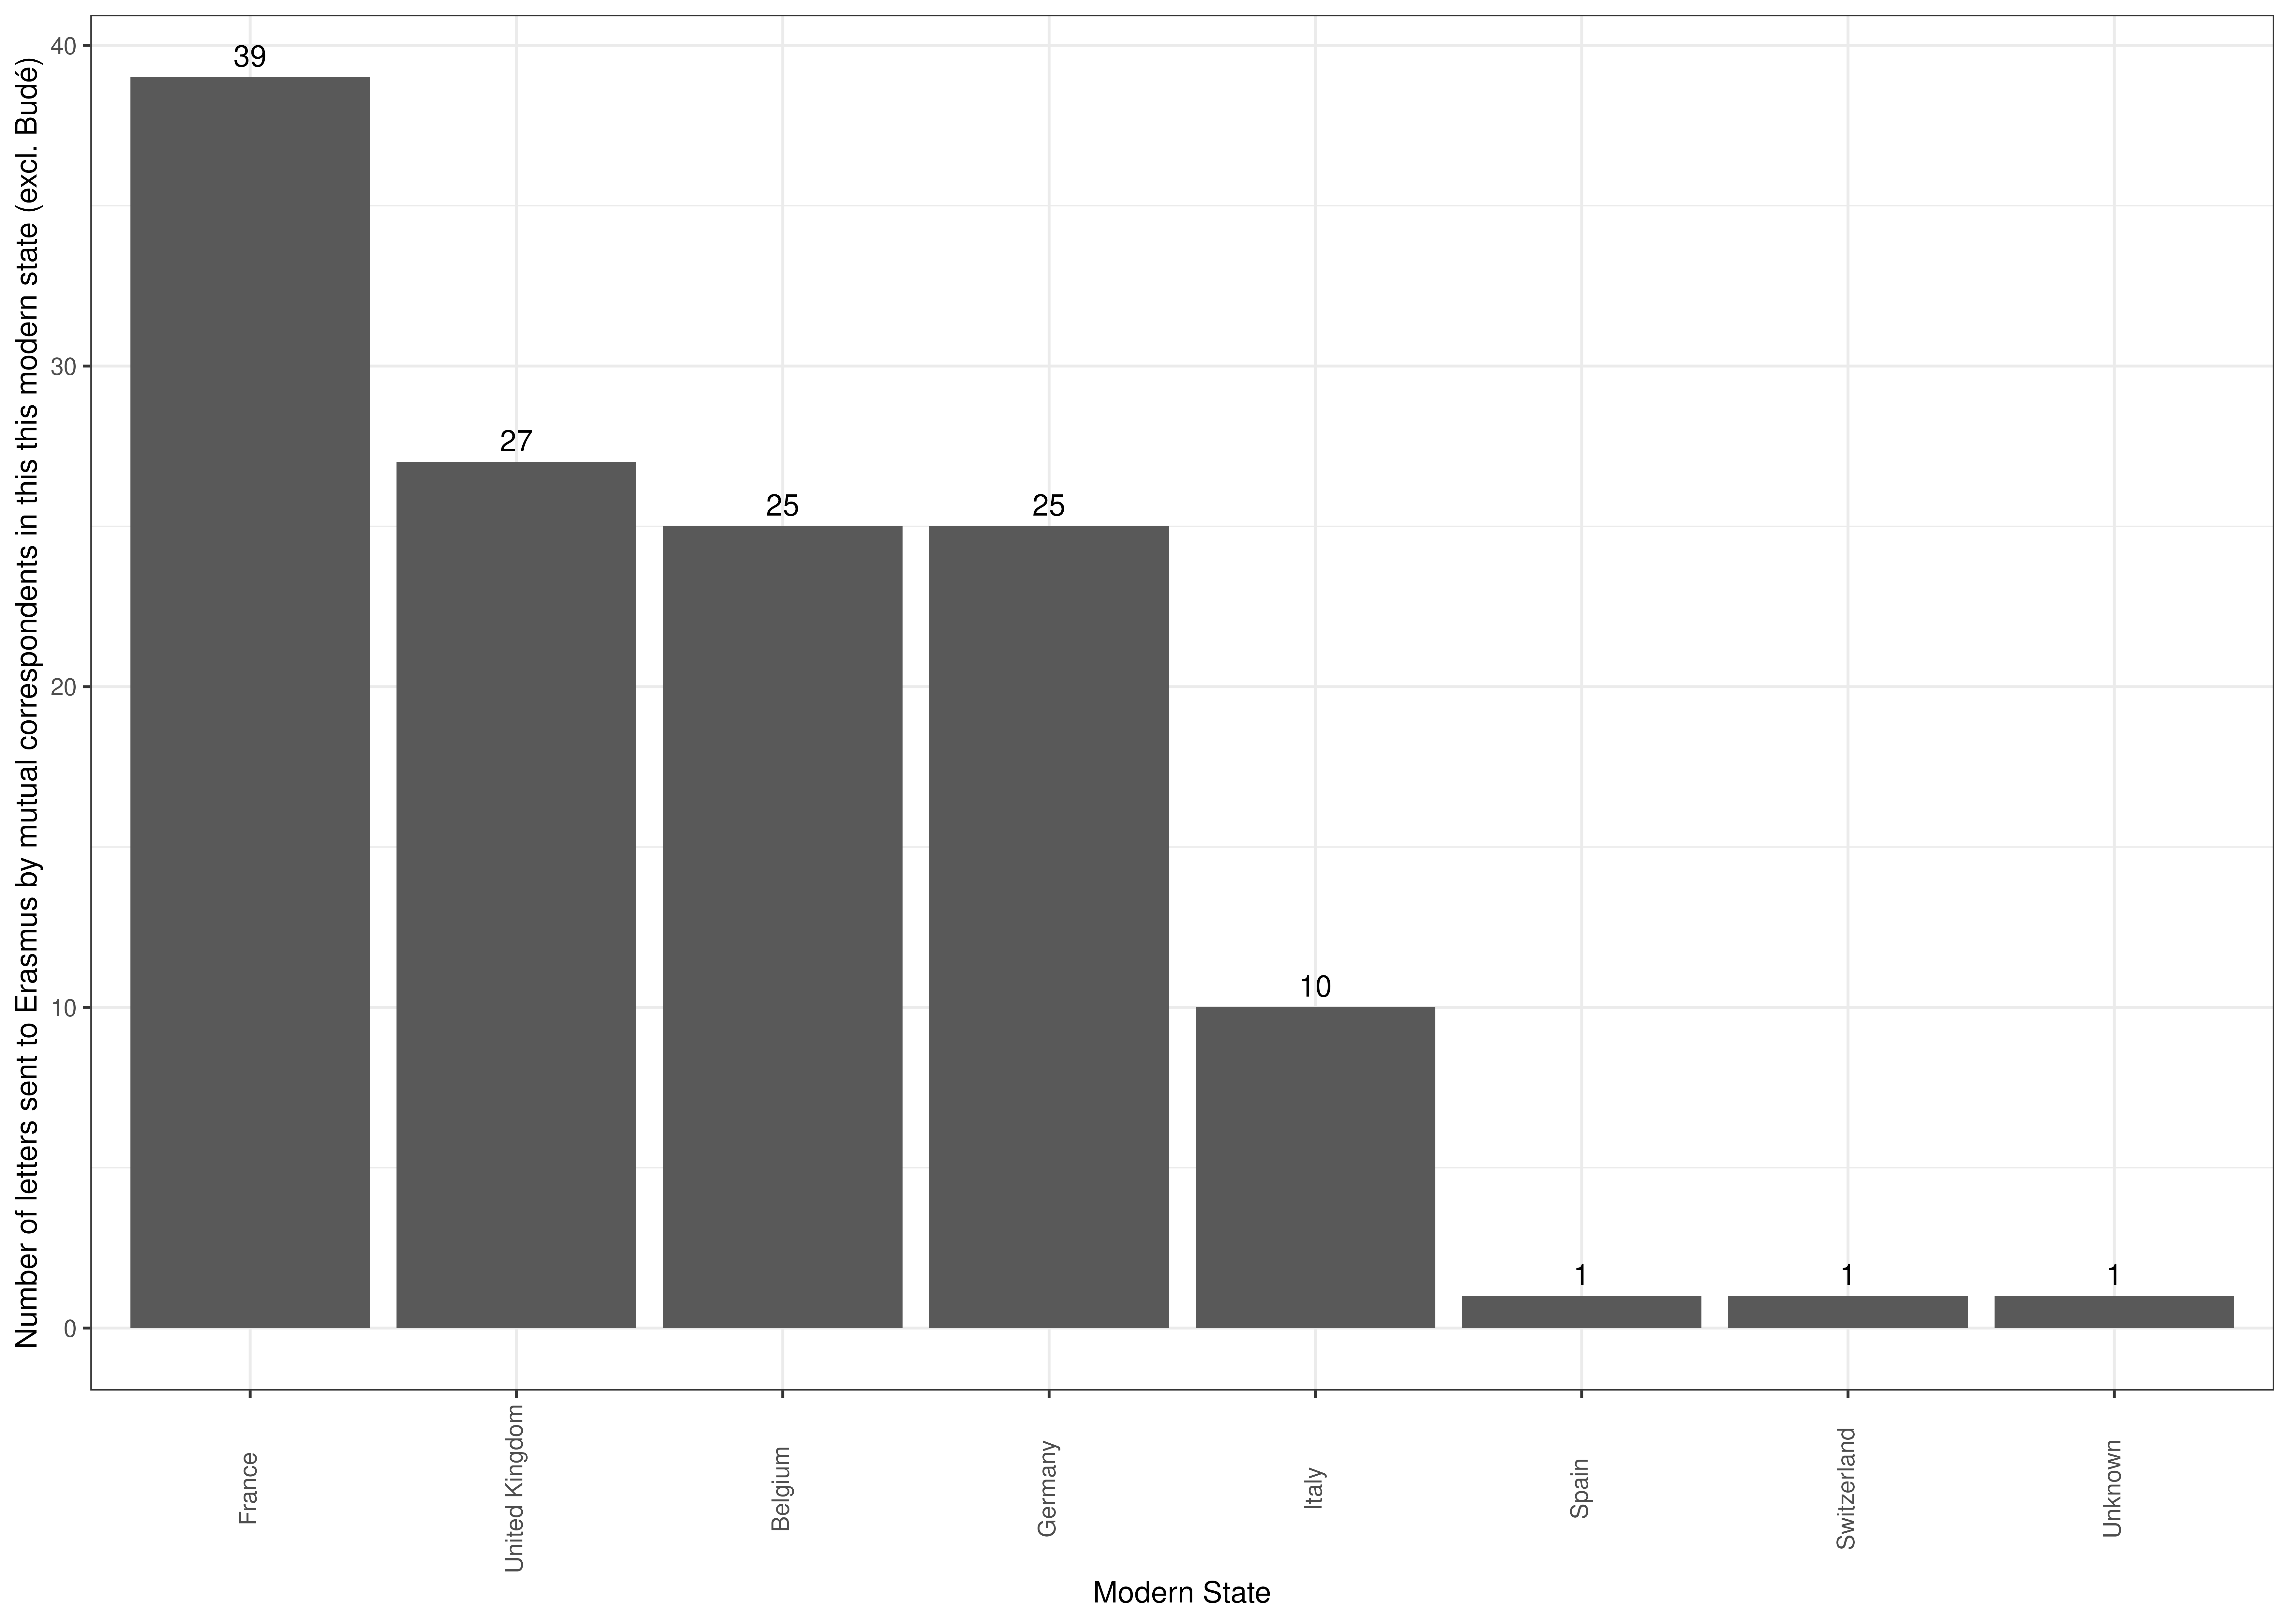 Number of letters sent to Erasmus by mutual correspondents in this this modern state (excl. Budé)
40
30
20
10
0
39
27
25
25
10
1
1
1
France
United Kingdom
Belgium
Germany
Italy
Spain
Switzerland
Unknown
Modern State